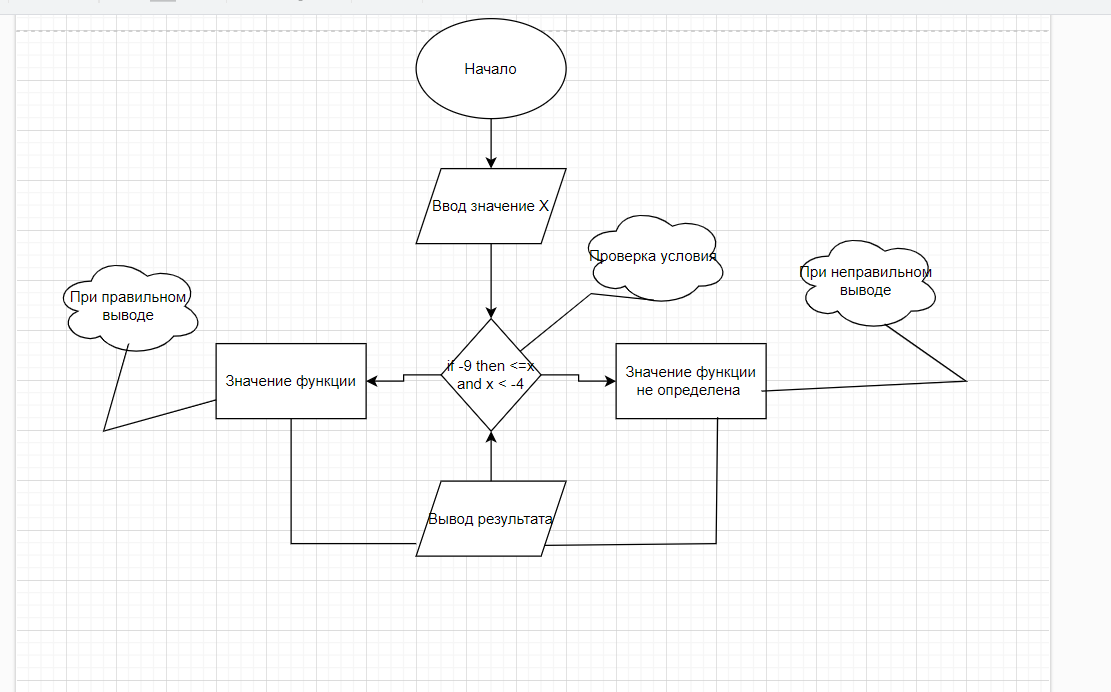 Начало
Ввод значение X
Проверка условия
При неправильном
выводе
При правильном
выводе
if -9 then <=x
and x < -4
Значение функции
Значение функции
не определена
Вывод результата